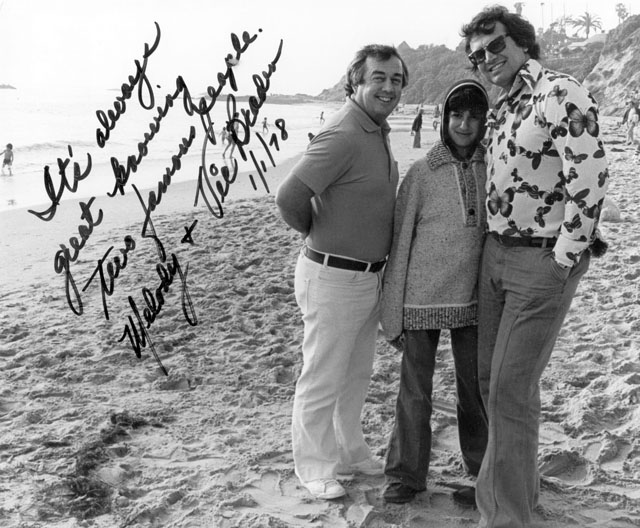 It's always
great knowing
Two famous people.
Melody + Vic Braden
1/1/78